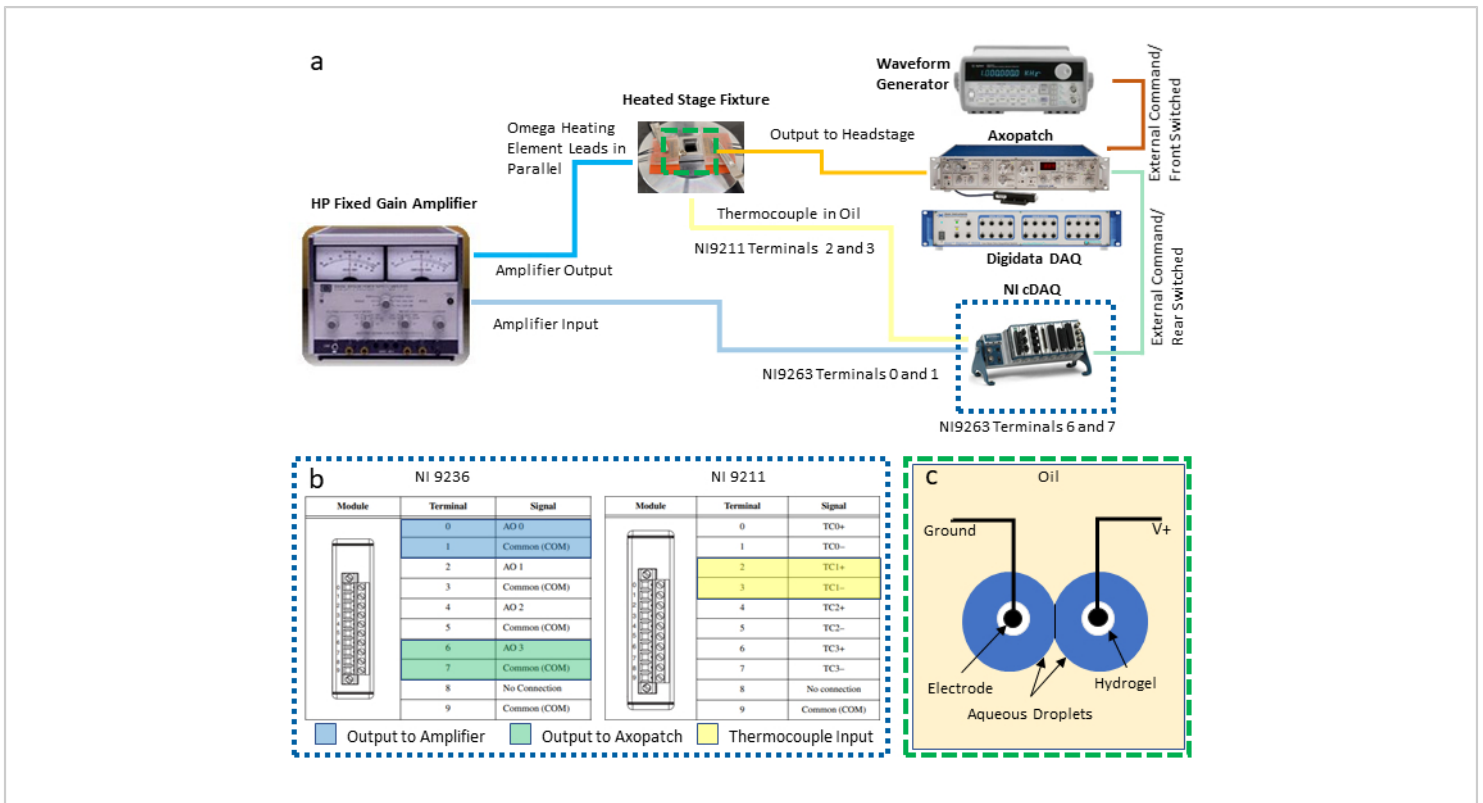 a
Waveform
Generator
Heated Stage Fixture
Omega Heating
Element Leads in
Parallel
Output to Headstage
Axopatch
External Command/
Front Switched
HP Fixed Gain Amplifier
Thermocouple in Oil
NI9211 Terminals 2 and 3
Digidata DAQ
Amplifier Output
NI cDAQ
External Command/
Rear Switched
Amplifier Input
NI9263 Terminals 0 and 1
NI9263 Terminals 6 and 7
b
NI 9236
NI 9211
Module Terminal Signal
0 AO 0
1 Common (COM)
2 AO 1
3 Common (COM)
4 AO 2
5 Common (COM)
6 AO 3
7 Common (COM)
8 No Connection
9 Common (COM)
Module Terminal Signal
0 TC0+
1 TC0−
2 TC1+
3 TC1−
4 TC2+
5 TC2−
6 TC3+
7 TC3−
8 No connection
9 Common (COM)
Output to Amplifier
Output to Axopatch
Thermocouple Input
c
Oil
Ground
V+
Electrode
Hydrogel
Aqueous Droplets